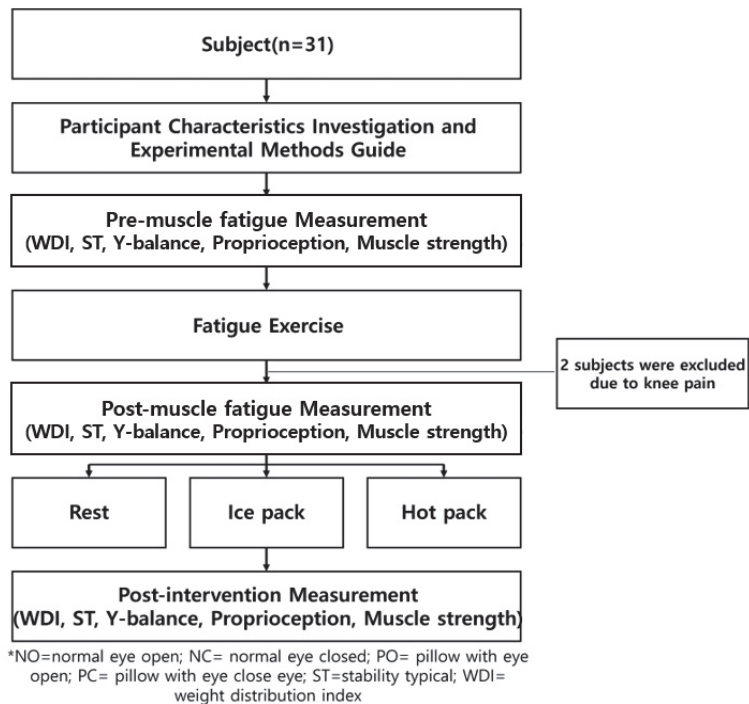 Subject(n=31)
Participant Characteristics Investigation and
Experimental Methods Guide
Pre-muscle fatigue Measurement
(WDI, ST, Y-balance, Proprioception, Muscle strength)
Fatigue Exercise
2 subjects were excluded
due to knee pain
Post-muscle fatigue Measurement
(WDI, ST, Y-balance, Proprioception, Muscle strength)
Rest
Ice pack
Hot pack
Post-intervention Measurement
(WDI, ST, Y-balance, Proprioception, Muscle strength)
*NO=normal eye open; NC= normal eye closed; PO= pillow with eye
open; PC= pillow with eye close eye; ST=stability typical; WDI=
weight distribution index